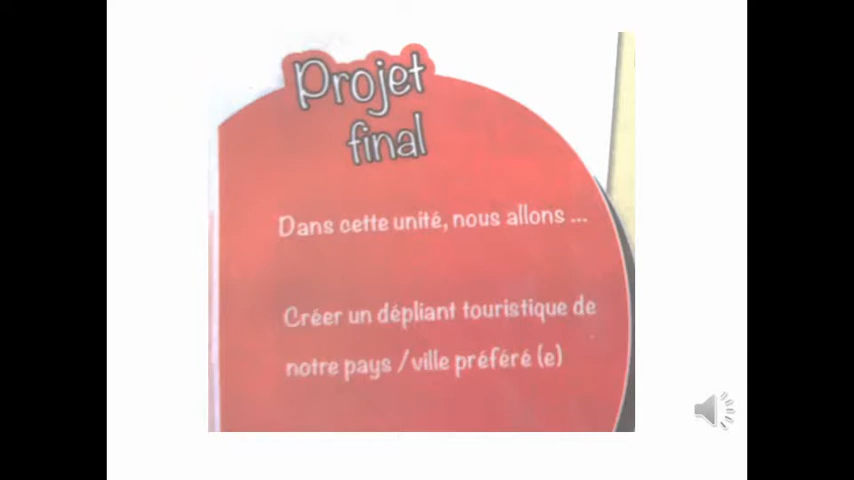 Projet
final
Dans cette unité, nous allons ...
Créer un dépliant touristique de
notre pays / ville préféré (e)